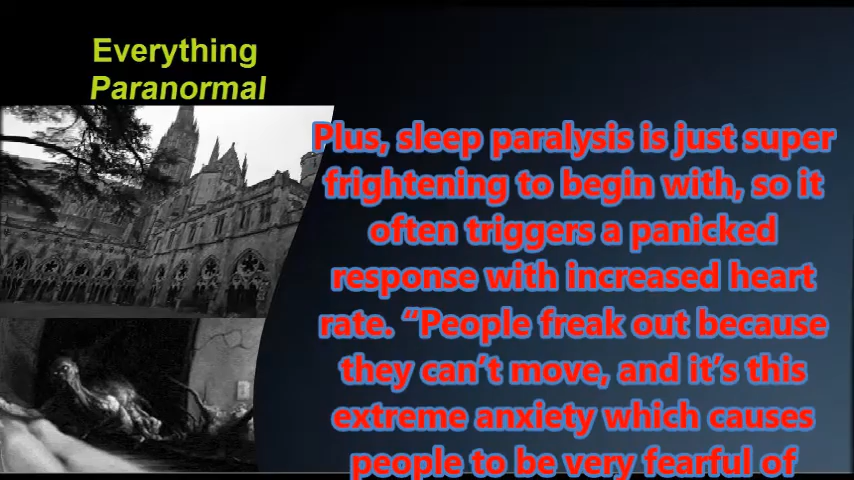 Everything
Paranormal
Plus, sleep paralysis is just super
frightening to begin with, so it
often triggers a panicked
response with increased heart
rate. “People freak out because
they can’t move, and it’s this
extreme anxiety which causes
people to be very fearful of